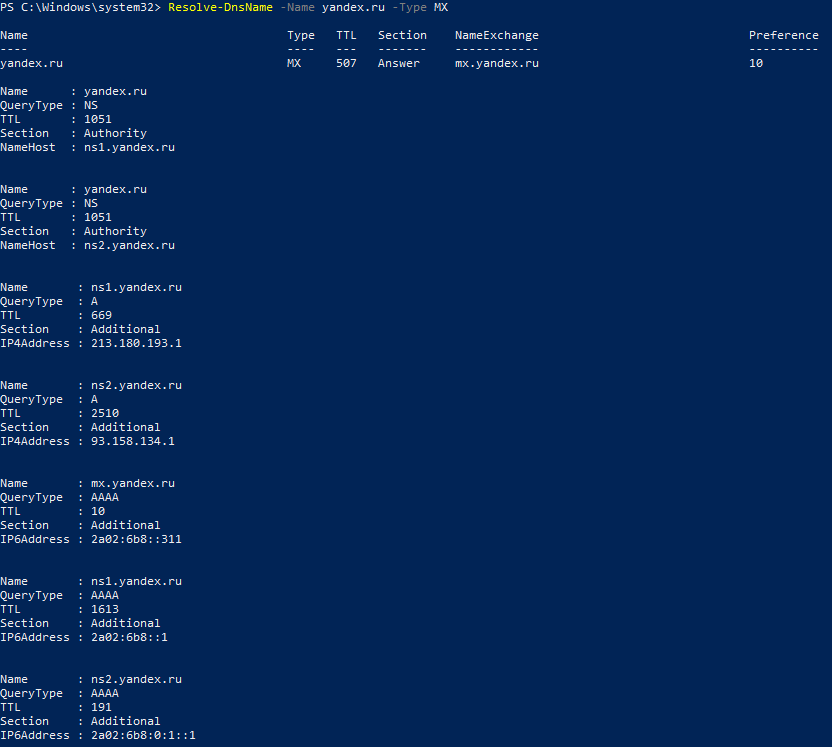 PS C:\Windows\system32> Resolve-DnsName -Name yandex.ru -Type MX
Name Type TTL Section NameExchange Preference
---- ---- --- ------- ------------ ----------
yandex.ru MX 507 Answer mx.yandex.ru 10
Name : yandex.ru
QueryType : NS
TTL : 1051
Section : Authority
NameHost : ns1.yandex.ru
Name : yandex.ru
QueryType : NS
TTL : 1051
Section : Authority
NameHost : ns2.yandex.ru
Name : ns1.yandex.ru
QueryType : A
TTL : 669
Section : Additional
IP4Address : 213.180.193.1
Name : ns2.yandex.ru
QueryType : A
TTL : 2510
Section : Additional
IP4Address : 93.158.134.1
Name : mx.yandex.ru
QueryType : AAAA
TTL : 10
Section : Additional
IP6Address : 2a02:6b8::311
Name : ns1.yandex.ru
QueryType : AAAA
TTL : 1613
Section : Additional
IP6Address : 2a02:6b8::1
Name : ns2.yandex.ru
QueryType : AAAA
TTL : 191
Section : Additional
IP6Address : 2a02:6b8:0:1::1